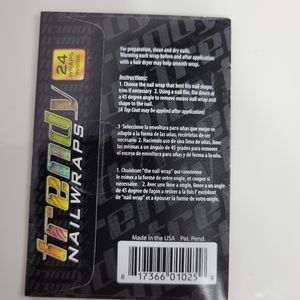 trendy
NAILWRAPS
24
WRAPS
INSIDE
For preparation, clean and dry nails.
Warming each wrap before and after application
with a hair dryer may help smooth wrap.
Instructions:
1. Choose the nail wrap that best fits nail shape,
trim if necessary 2. Using a nail file, file down at
a 45 degree angle to remove excess nail wrap and
shape to the nail.
(A Top Coat may be applied over application)
1 Seleccione la envoltura para uñas que mejor se
adapte a la forma de las uñas, recórtelas de ser
necesario 2. Haciendo uso de una lima de uñas, lime
las mismas a un ángulo de 45 grados para remover
el exceso de envoltura para uñas y dé forma a la uña.
1. Choisissez "the nail wrap" qui convienne
le mieux a la forme de votre ongle, et couper si
necessaire. 2. Avec une lime a ongle, limer a un angle
de 45 degrés de façon a retirer a la fois l' excédent
de "nail wrap" et a épouser la forme de votre ongle.
Made in the USA Pat. Pend.
8 17366 01025 9